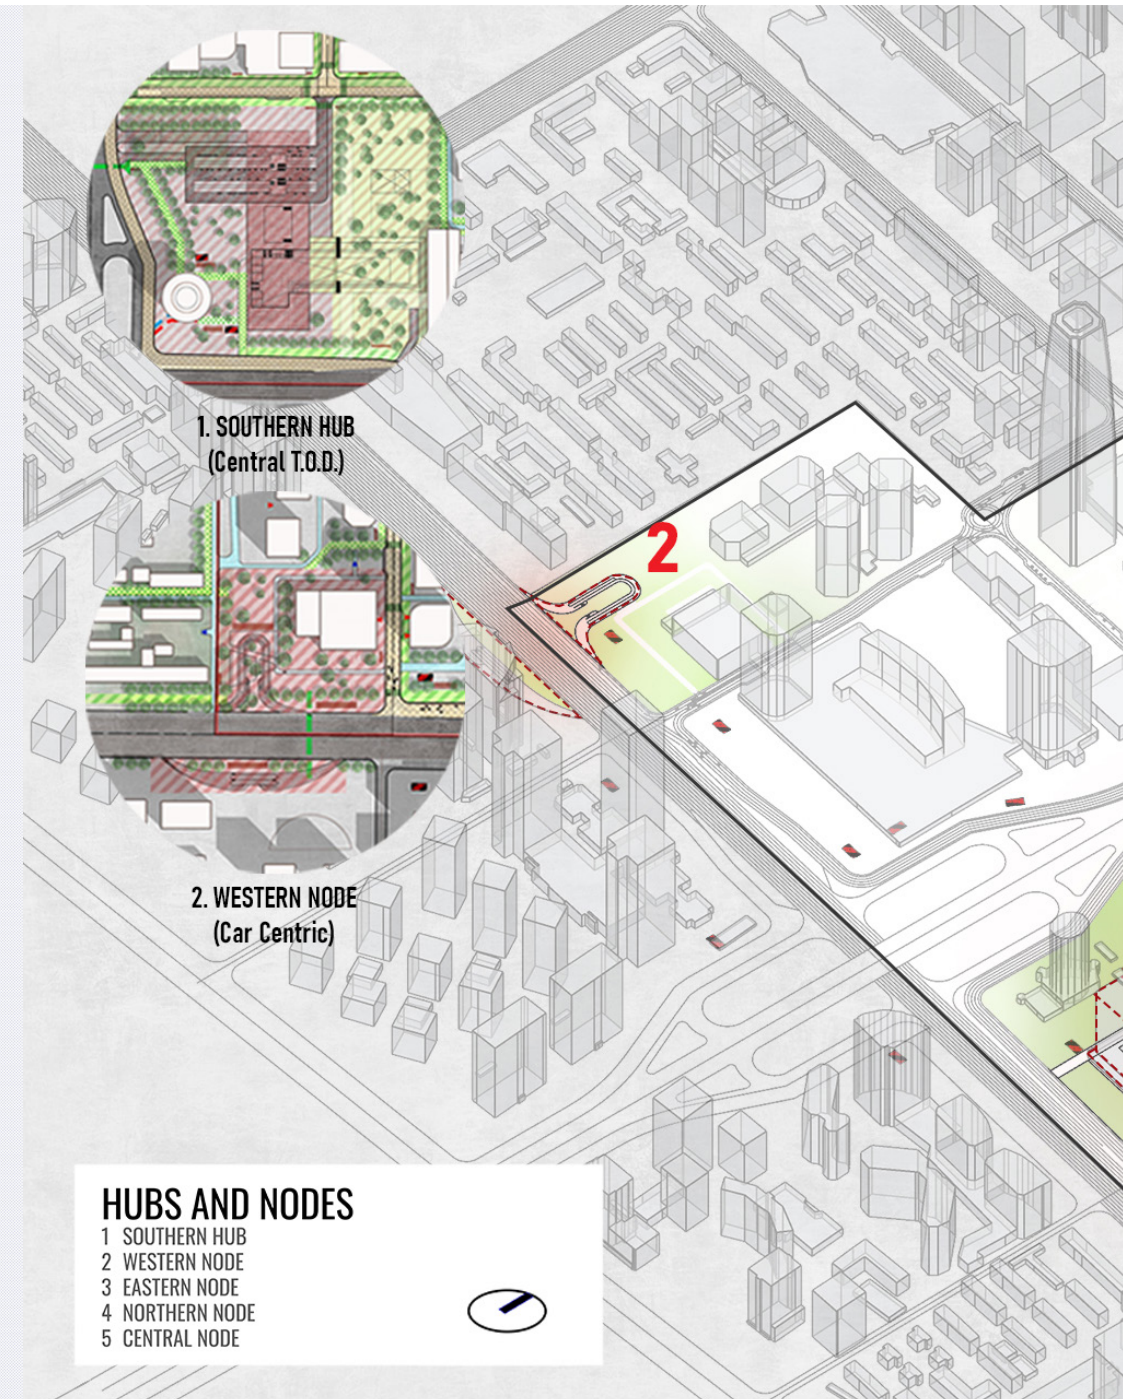 1. SOUTHERN HUB
(Central T.O.D.)
2
2. WESTERN NODE
(Car Centric)
HUBS AND NODES
1 SOUTHERN HUB
2 WESTERN NODE
3 EASTERN NODE
4 NORTHERN NODE
5 CENTRAL NODE